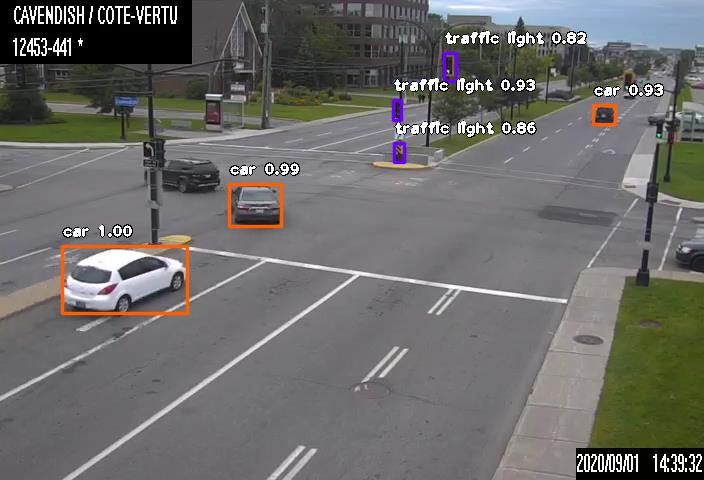 CAVENDISH / COTE-VERTU
12453-441 *
traffic light 0.82
traffic light 0.93
car 0.93
traffic light 0.86
car 0.99
car 1.00
2020/09/01 14:39:32